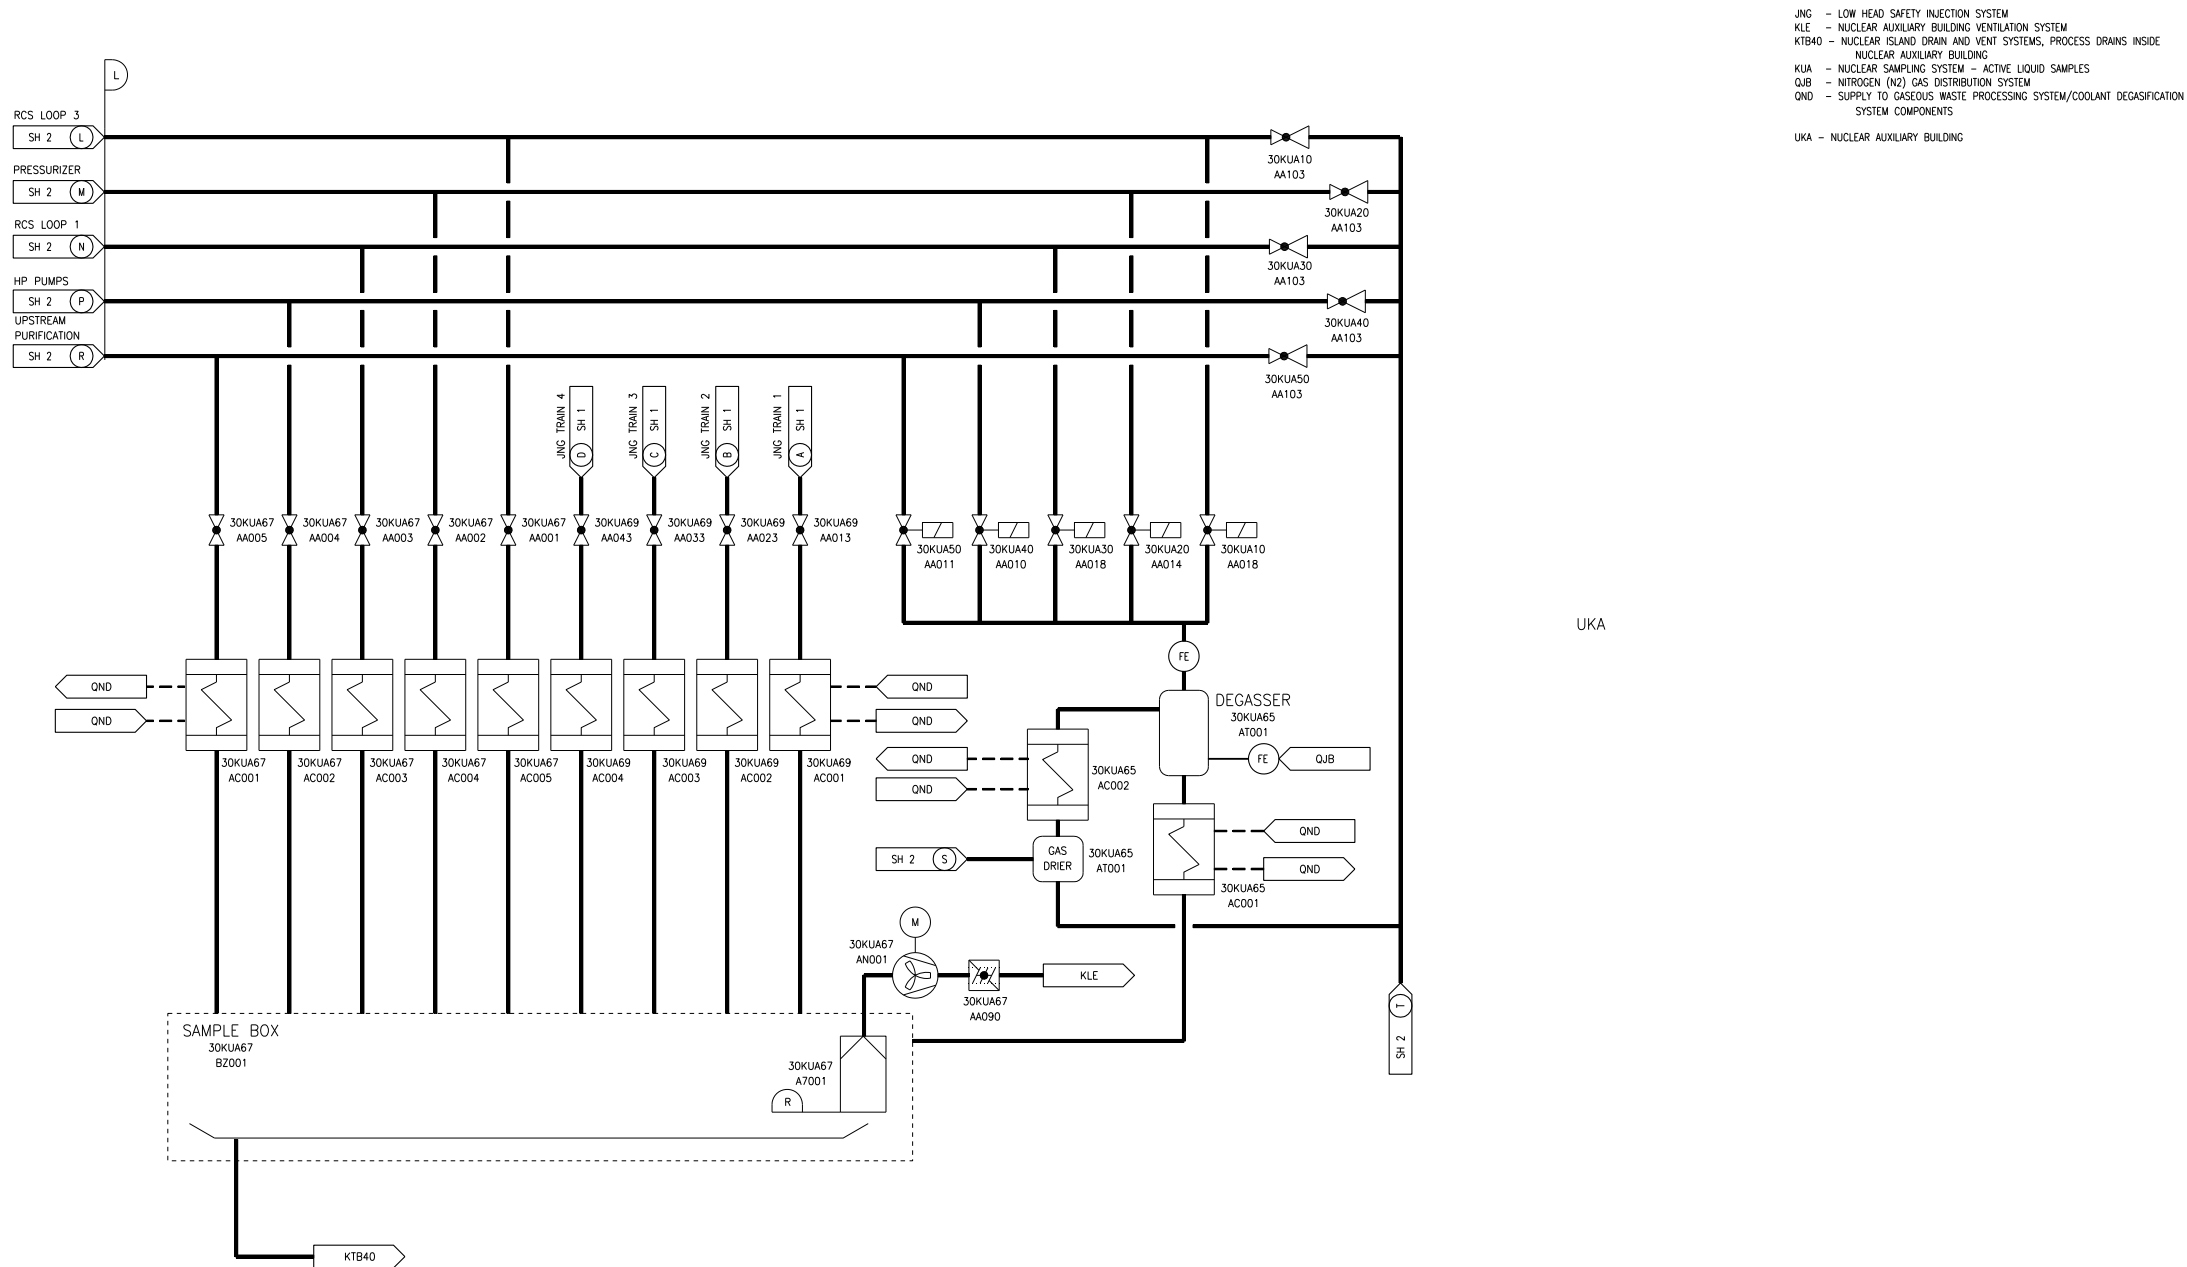 JNG – LOW HEAD SAFETY INJECTION SYSTEM
KLE – NUCLEAR AUXILIARY BUILDING VENTILATION SYSTEM
KTB40 – NUCLEAR ISLAND DRAIN AND VENT SYSTEMS, PROCESS DRAINS INSIDE
NUCLEAR AUXILIARY BUILDING
KUA – NUCLEAR SAMPLING SYSTEM – ACTIVE LIQUID SAMPLES
QJB – NITROGEN (N2) GAS DISTRIBUTION SYSTEM
QND – SUPPLY TO GASEOUS WASTE PROCESSING SYSTEM/COOLANT DEGASIFICATION
SYSTEM COMPONENTS
UKA – NUCLEAR AUXILIARY BUILDING
L
RCS LOOP 3
SH 2 L
PRESSURIZER
SH 2 M
RCS LOOP 1
SH 2 N
HP PUMPS
SH 2 P
UPSTREAM
PURIFICATION
SH 2 R
30KUA10
AA103
30KUA20
AA103
30KUA30
AA103
30KUA40
AA103
30KUA50
AA103
JNG TRAIN 4
D SH 1
JNG TRAIN 3
C SH 1
JNG TRAIN 2
B SH 1
JNG TRAIN 1
A SH 1
30KUA67
AA005
30KUA67
AA004
30KUA67
AA003
30KUA67
AA002
30KUA67
AA001
30KUA69
AA043
30KUA69
AA033
30KUA69
AA023
30KUA69
AA013
30KUA50
AA011
30KUA40
AA010
30KUA30
AA018
30KUA20
AA014
30KUA10
AA018
UKA
FE
QND
QND
QND
QND
30KUA67
AC001
30KUA67
AC002
30KUA67
AC003
30KUA67
AC004
30KUA67
AC005
30KUA69
AC004
30KUA69
AC003
30KUA69
AC002
30KUA69
AC001
DEGASSER
30KUA65
AT001
FE
QJB
QND
QND
30KUA65
AC002
QND
QND
30KUA65
AC001
SH 2 S
GAS
DRIER
30KUA65
AT001
M
30KUA67
AN001
30KUA67
AA090
KLE
T
SH 2
SAMPLE BOX
30KUA67
BZ001
30KUA67
A7001
R
KTB40